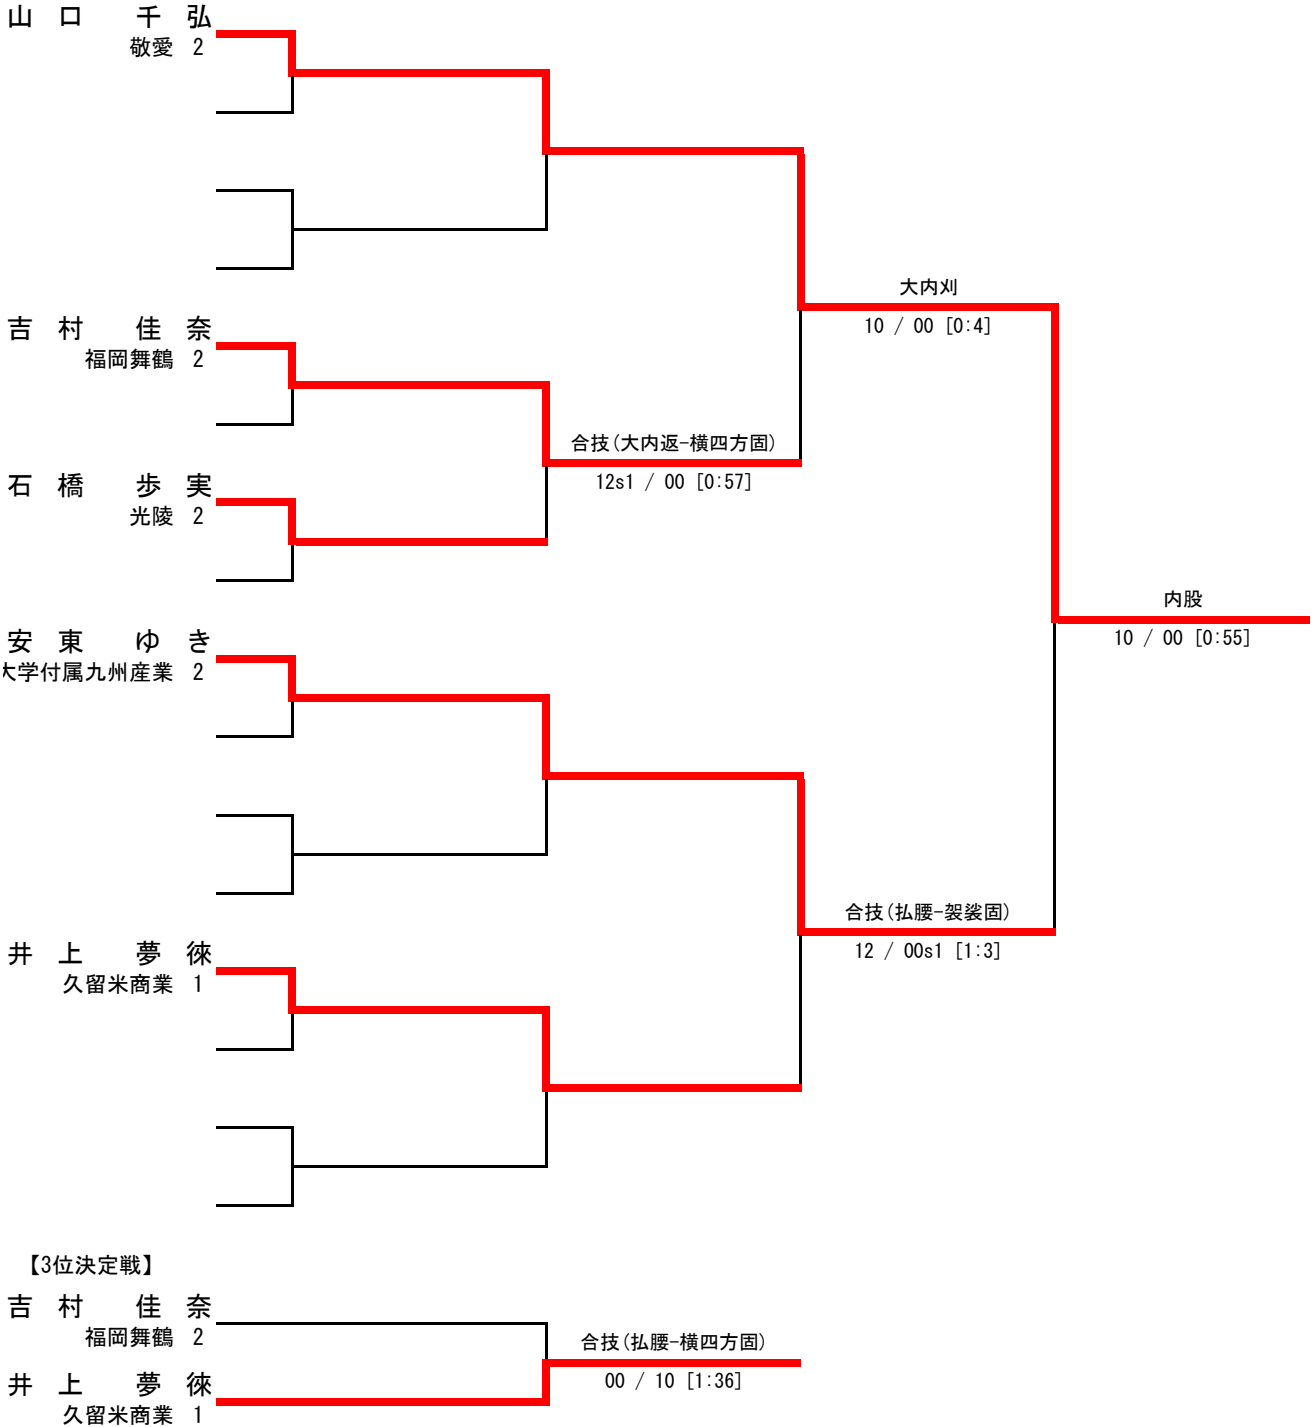 山口 千弘
敬愛 2
吉村 佳奈
福岡舞鶴 2
石橋 歩実
光陵 2
安東 ゆき
大学付属九州産業 2
井上 夢徠
久留米商業 1
合技(大内返-横四方固)
12s1 / 00 [0:57]
大内刈
10 / 00 [0:4]
合技(払腰-袈裟固)
12 / 00s1 [1:3]
内股
10 / 00 [0:55]
【3位決定戦】
吉村 佳奈
福岡舞鶴 2
井上 夢徠
久留米商業 1
合技(払腰-横四方固)
00 / 10 [1:36]